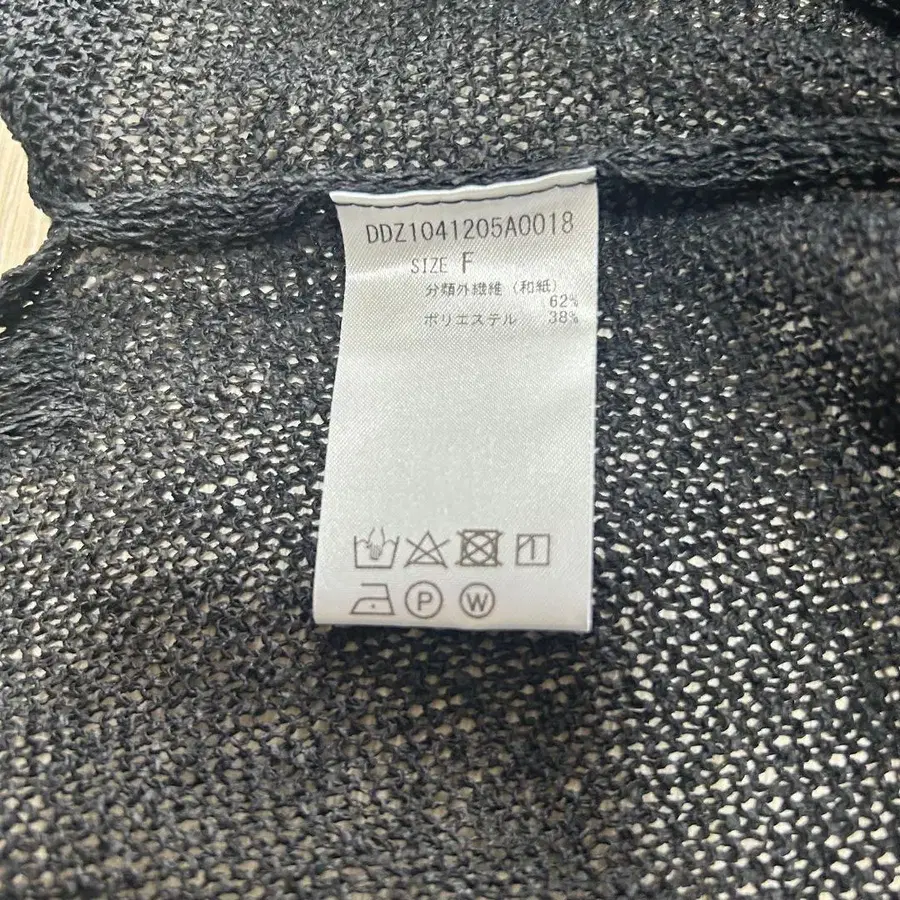 DDZ1041205A0018
SIZE F
分類外繊維 (和紙)
62%
ポリエステル 38%
P W